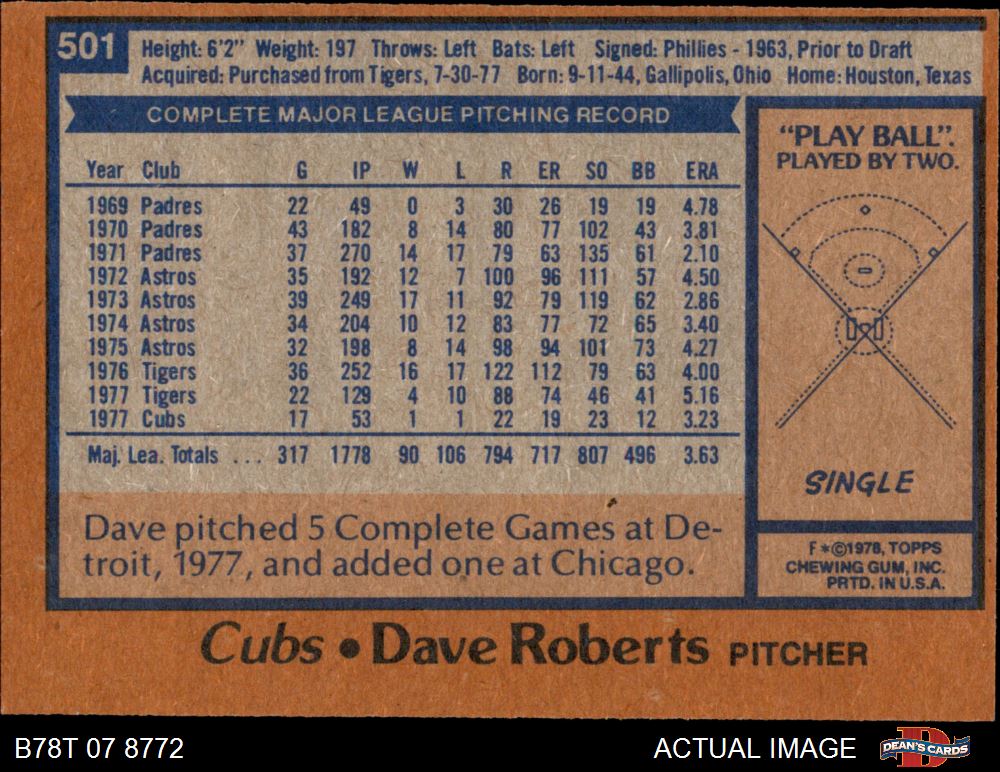 501
Height: 6'2" Weight: 197 Throws: Left Bats: Left Signed: Phillies - 1963, Prior to Draft
Acquired: Purchased from Tigers, 7-30-77 Born: 9-11-44, Gallipolis, Ohio Home: Houston, Texas
COMPLETE MAJOR LEAGUE PITCHING RECORD
Year Club G IP W L R ER SO BB ERA
1969 Padres 22 49 0 3 30 26 19 19 4.78
1970 Padres 43 182 8 14 80 77 102 43 3.81
1971 Padres 37 270 14 17 79 63 135 61 2.10
1972 Astros 35 192 12 7 100 96 111 57 4.50
1973 Astros 39 249 17 11 92 79 119 62 2.86
1974 Astros 34 204 10 12 83 77 72 65 3.40
1975 Astros 32 198 8 14 98 94 101 73 4.27
1976 Tigers 36 252 16 17 122 112 79 63 4.00
1977 Tigers 22 129 4 10 88 74 46 41 5.16
1977 Cubs 17 53 1 1 22 19 23 12 3.23
Maj. Lea. Totals ... 317 1778 90 106 794 717 807 496 3.63
Dave pitched 5 Complete Games at De-
troit, 1977, and added one at Chicago.
"PLAY BALL".
PLAYED BY TWO.
SINGLE
F*©1978, TOPPS
CHEWING GUM, INC.
PRTD. IN U.S.A.
Cubs • Dave Roberts PITCHER
B78T 07 8772
ACTUAL IMAGE
D
DEAN'S CARDS